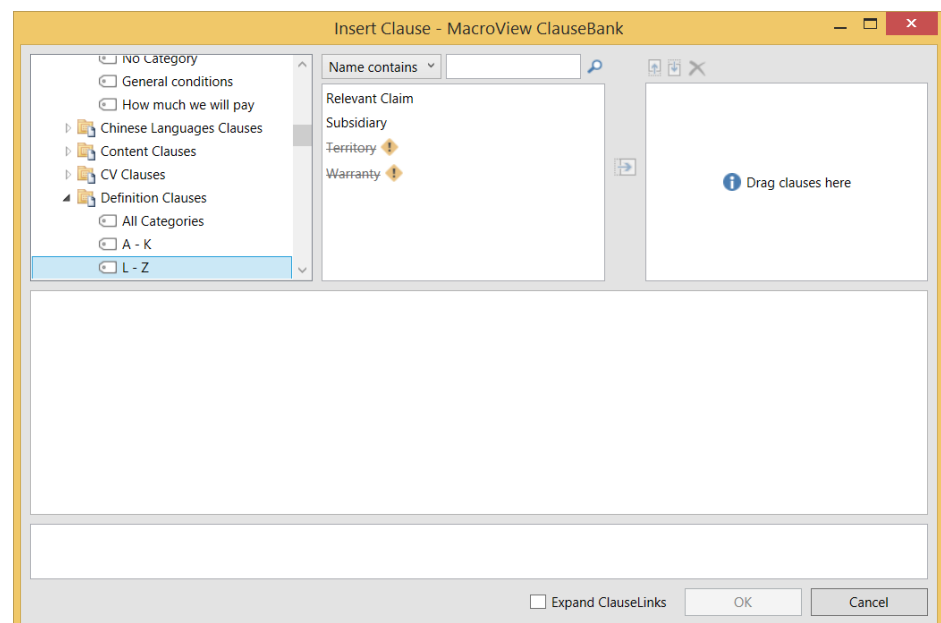 Insert Clause - MacroView ClauseBank
No Category
General conditions
How much we will pay
Chinese Languages Clauses
Content Clauses
CV Clauses
Definition Clauses
All Categories
A - K
L - Z
Name contains
Relevant Claim
Subsidiary
Territory
Warranty
Drag clauses here
Expand ClauseLinks
OK
Cancel